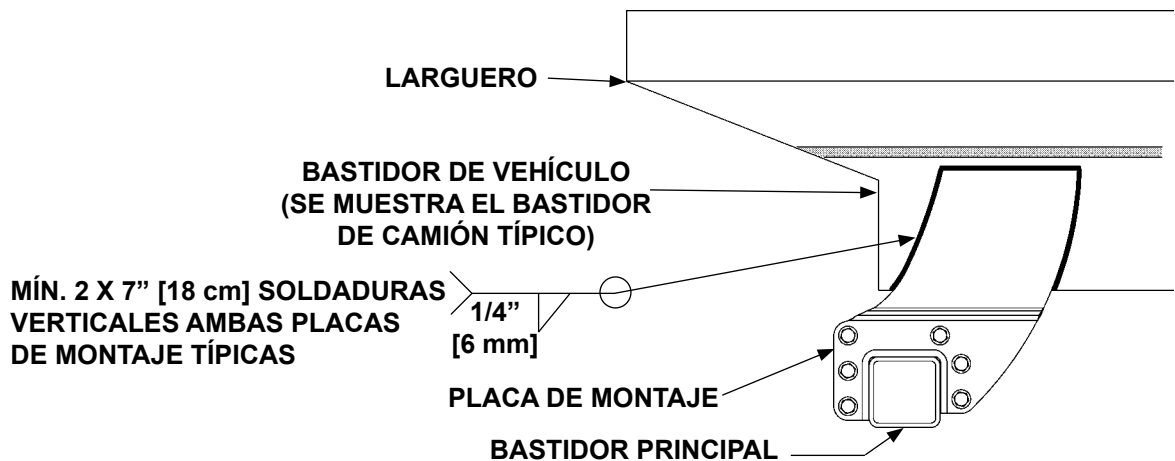 LARGUERO
BASTIDOR DE VEHÍCULO
(SE MUESTRA EL BASTIDOR
DE CAMIÓN TÍPICO)
MÍN. 2 X 7” [18 cm] SOLDADURAS
VERTICALES AMBAS PLACAS
DE MONTAJE TÍPICAS
1/4”
[6 mm]
PLACA DE MONTAJE
BASTIDOR PRINCIPAL